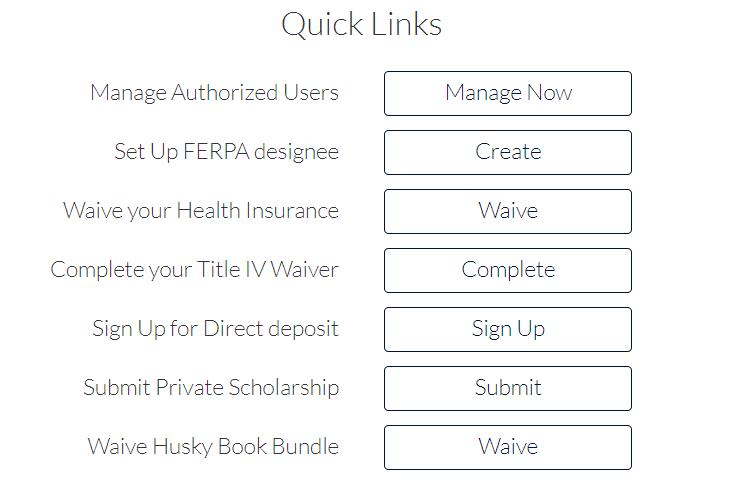 Quick Links
Manage Authorized Users Manage Now
Set Up FERPA designee Create
Waive your Health Insurance Waive
Complete your Title IV Waiver Complete
Sign Up for Direct deposit Sign Up
Submit Private Scholarship Submit
Waive Husky Book Bundle Waive